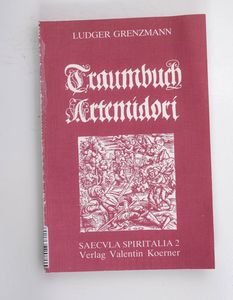 LUDGER GRENZMANN
Traumbuch
Artemidori
SAECVLA SPIRITALIA 2
Verlag Valentin Koerner